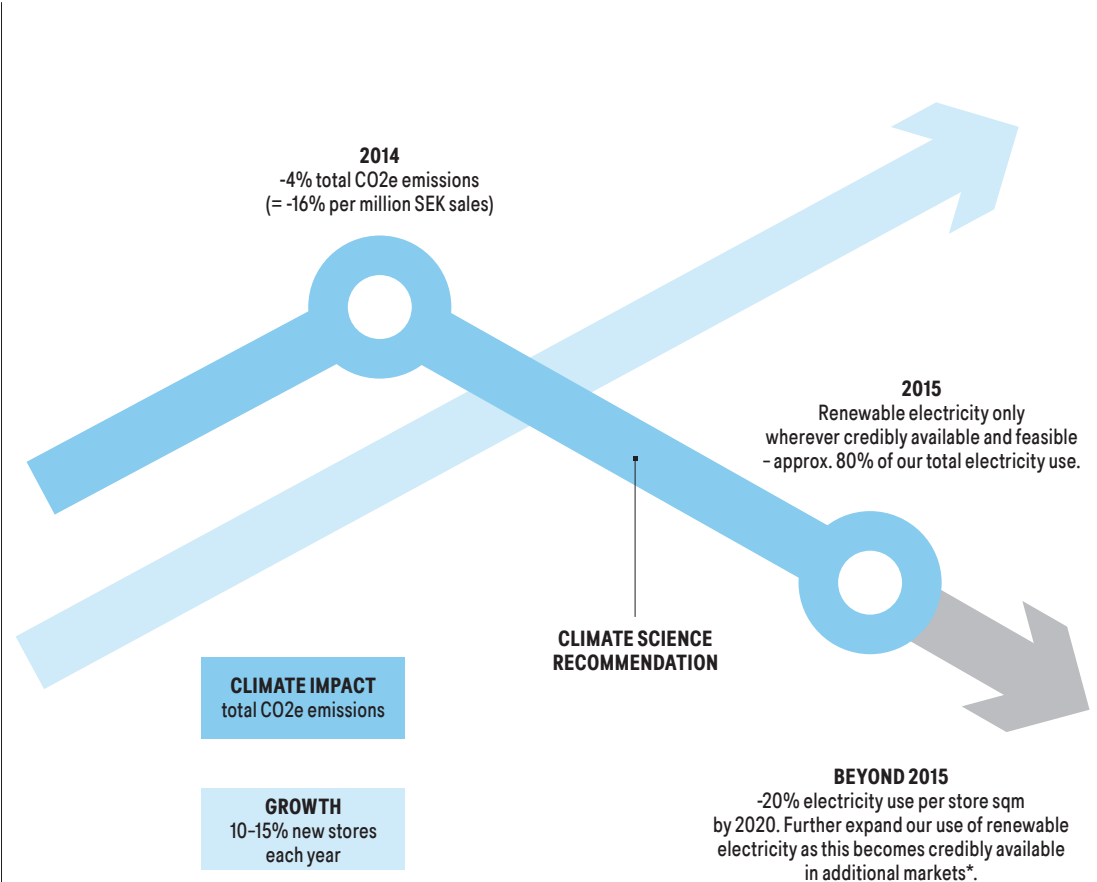 2014
-4% total CO2e emissions
(= -16% per million SEK sales)
2015
Renewable electricity only
wherever credibly available and feasible
– approx. 80% of our total electricity use.
CLIMATE SCIENCE
RECOMMENDATION
CLIMATE IMPACT
total CO2e emissions
GROWTH
10–15% new stores
each year
BEYOND 2015
-20% electricity use per store sqm
by 2020. Further expand our use of renewable
electricity as this becomes credibly available
in additional markets*.